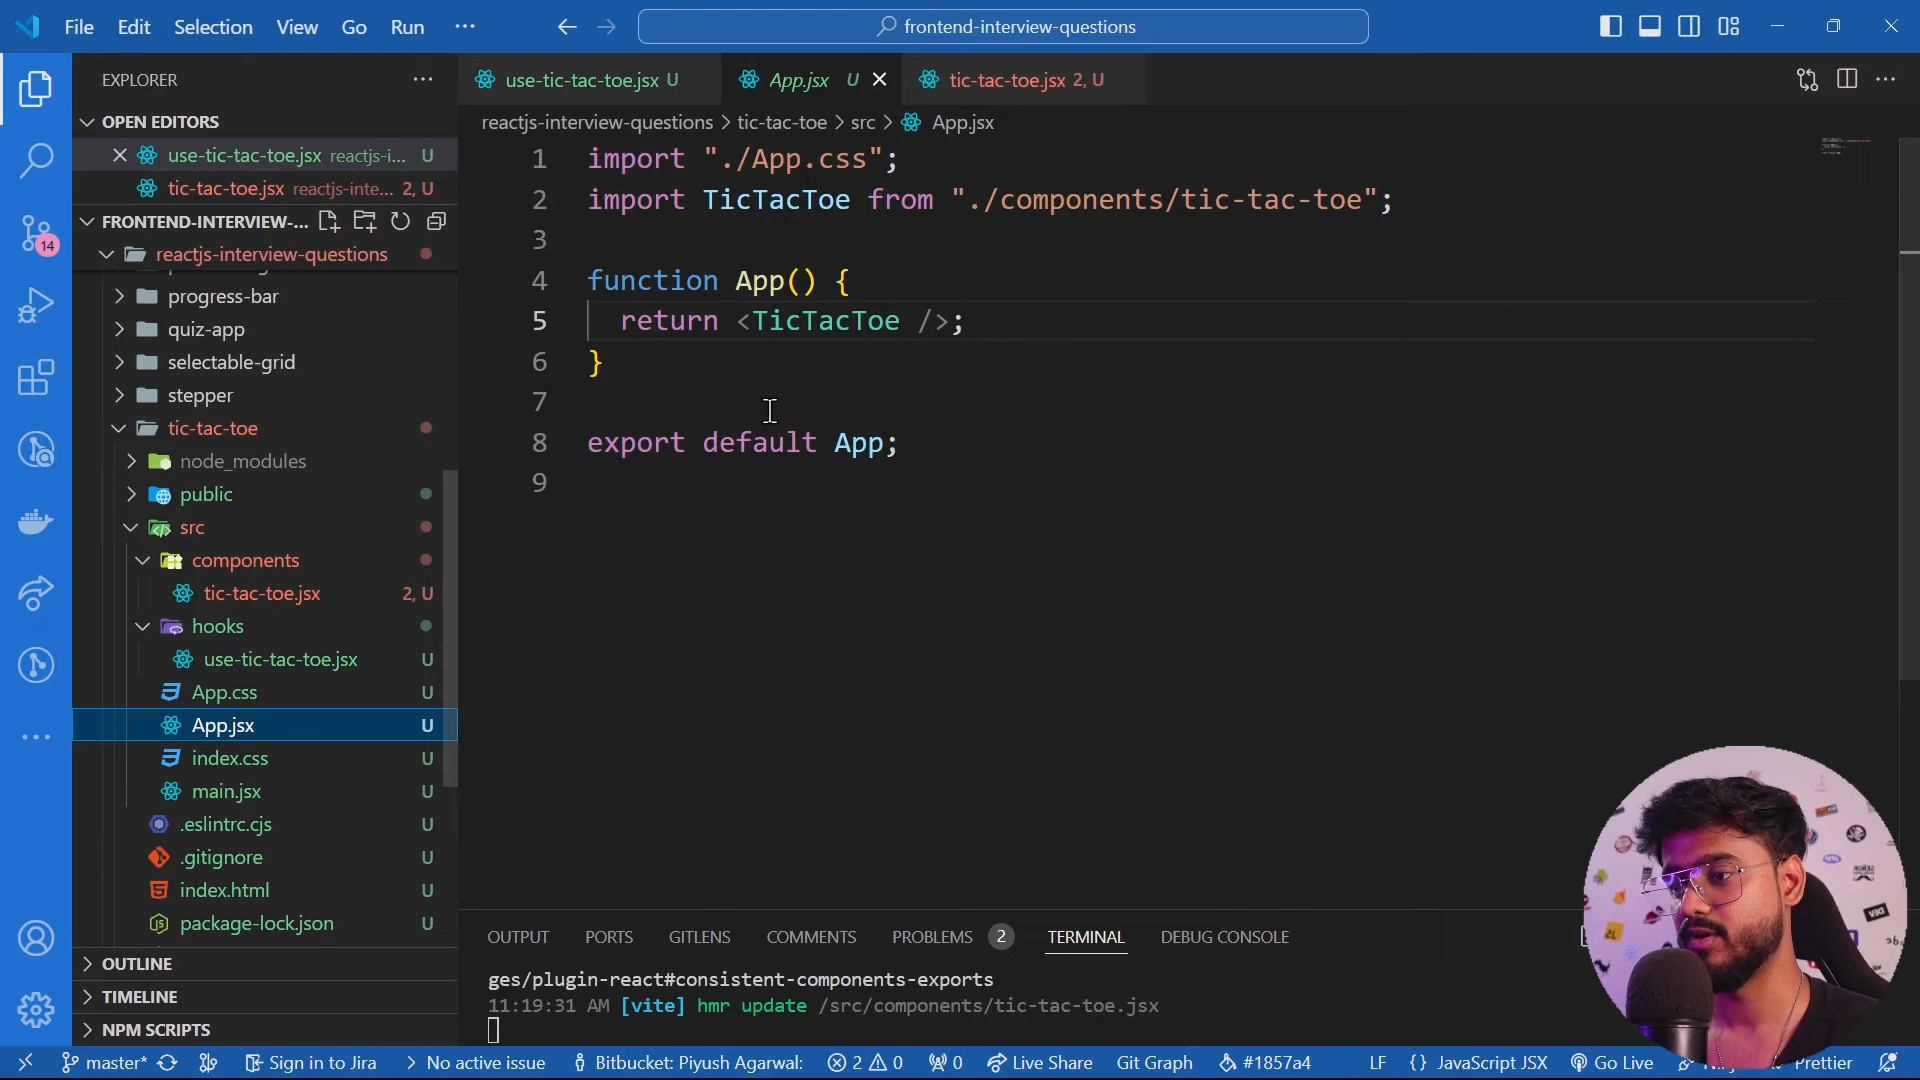 File Edit Selection View Go Run ··· frontend-interview-questions
EXPLORER
OPEN EDITORS
use-tic-tac-toe.jsx reactjs-i... U
tic-tac-toe.jsx reactjs-inte... 2, U
FRONTEND-INTERVIEW-...
reactjs-interview-questions
progress-bar
quiz-app
selectable-grid
stepper
tic-tac-toe
node_modules
public
src
components
tic-tac-toe.jsx 2, U
hooks
use-tic-tac-toe.jsx U
App.css U
App.jsx U
index.css U
main.jsx U
.eslintrc.cjs U
.gitignore U
index.html U
package-lock.json U
OUTLINE
TIMELINE
NPM SCRIPTS
14
use-tic-tac-toe.jsx U App.jsx U tic-tac-toe.jsx 2, U
reactjs-interview-questions > tic-tac-toe > src > App.jsx
1 import "./App.css";
2 import TicTacToe from "./components/tic-tac-toe";
3
4 function App() {
5 return <TicTacToe />;
6 }
7
8 export default App;
9
OUTPUT PORTS GITLENS COMMENTS PROBLEMS 2 TERMINAL DEBUG CONSOLE
ges/plugin-react#consistent-components-exports
11:19:31 AM [vite] hmr update /src/components/tic-tac-toe.jsx
master* Sign in to Jira No active issue Bitbucket: Piyush Agarwal: 2 0 0 Live Share Git Graph #1857a4 LF {} JavaScript JSX Go Live Prettier